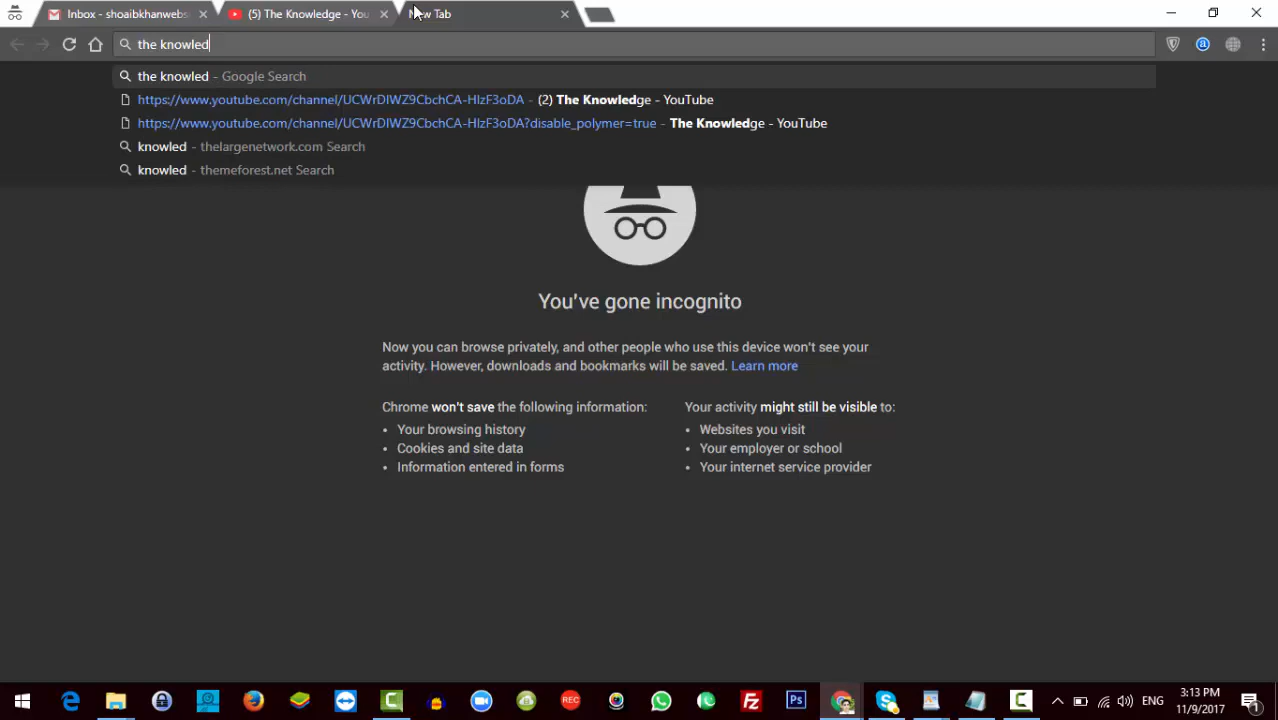 Inbox - shoaibkhanwebs
(5) The Knowledge - You
New Tab
the knowled
the knowled - Google Search
https://www.youtube.com/channel/UCWrDIWZ9CbchCA-HIzF3oDA - (2) The Knowledge - YouTube
https://www.youtube.com/channel/UCWrDIWZ9CbchCA-HIzF3oDA?disable_polymer=true - The Knowledge - YouTube
knowled - thelargenetwork.com Search
knowled - themeforest.net Search
You've gone incognito
Now you can browse privately, and other people who use this device won't see your
activity. However, downloads and bookmarks will be saved. Learn more
Chrome won't save the following information:
• Your browsing history
• Cookies and site data
• Information entered in forms
Your activity might still be visible to:
• Websites you visit
• Your employer or school
• Your internet service provider
REC
Ps
ENG
3:13 PM
11/9/2017